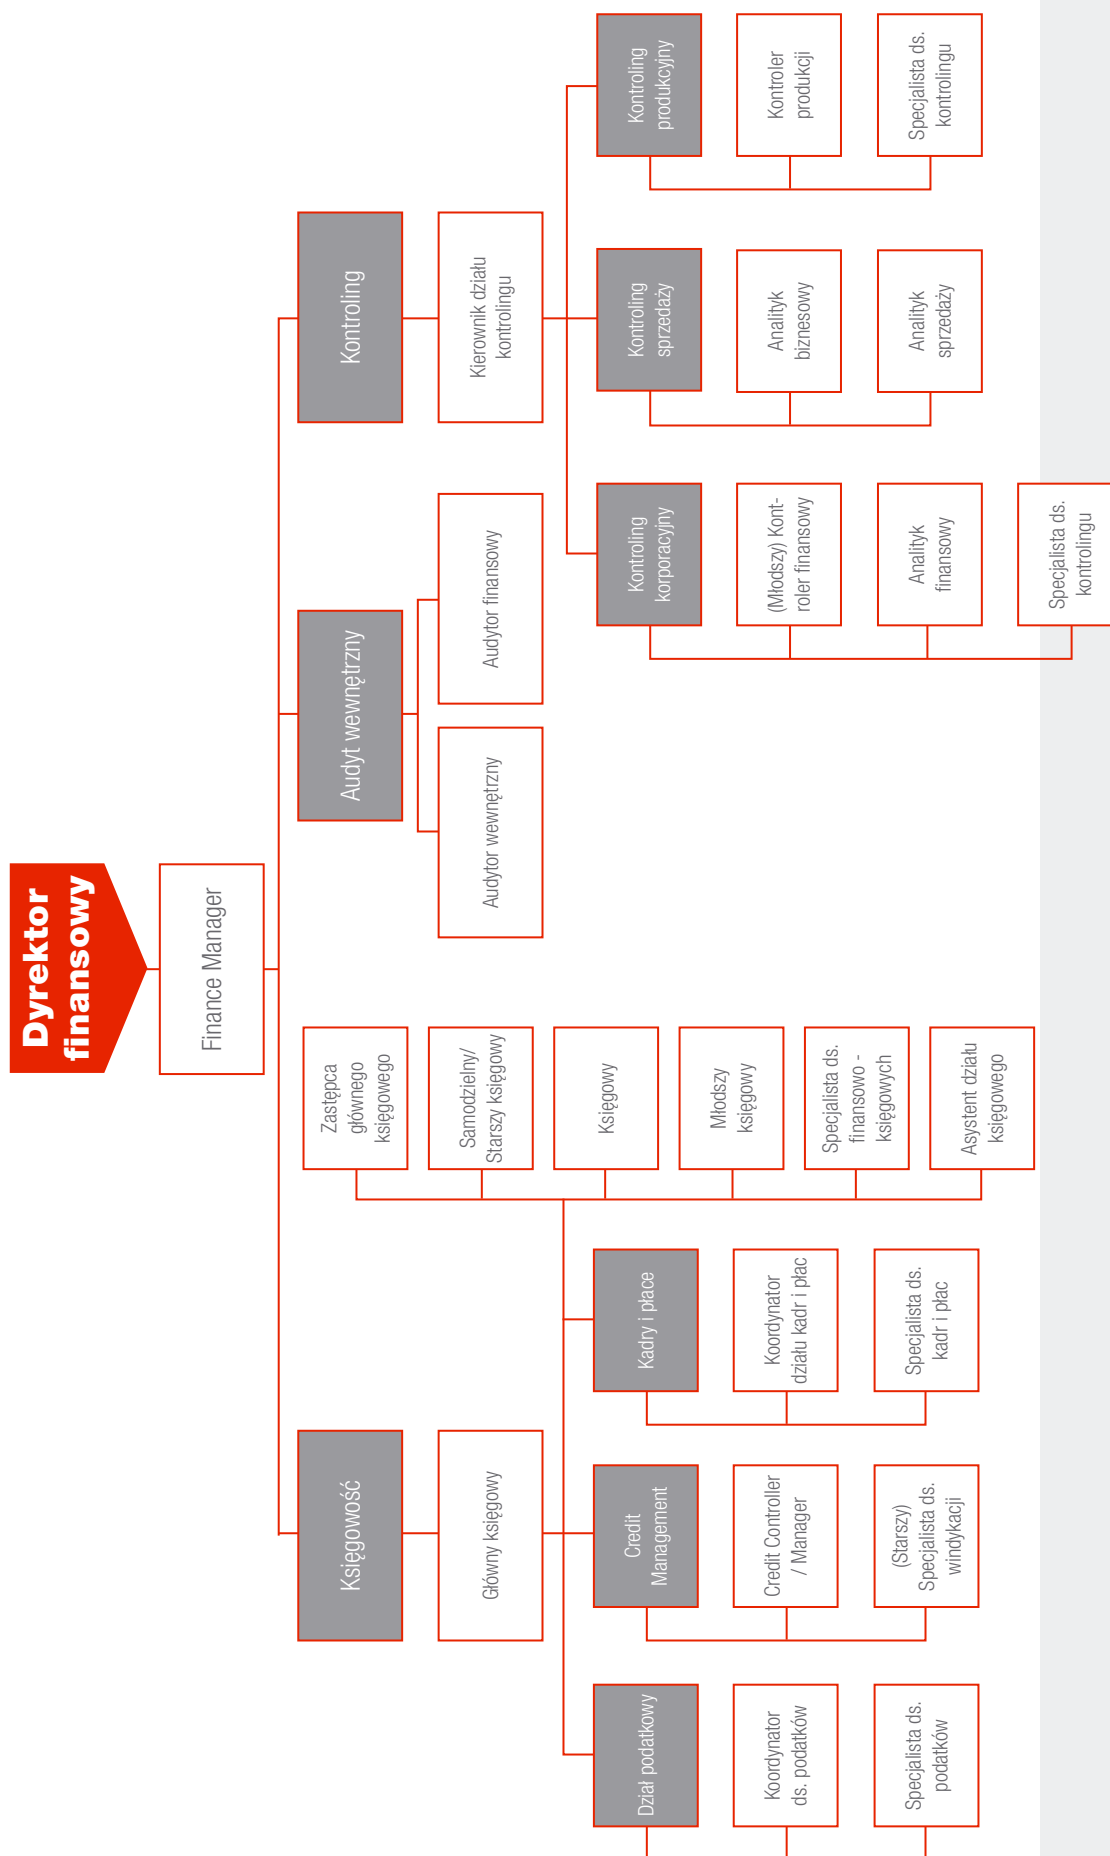 Dyrektor
finansowy
Finance Manager
Księgowość
Audyt wewnętrzny
Kontroling
Główny księgowy
Audytor wewnętrzny
Audytor finansowy
Kierownik działu
kontrolingu
Zastępca
głównego
księgowego
Samodzielny/
Starszy księgowy
Księgowy
Młodszy
księgowy
Specjalista ds.
finansowo -
księgowych
Asystent działu
księgowego
Dział podatkowy
Koordynator
ds. podatków
Specjalista ds.
podatków
Credit
Management
Credit Controller
/ Manager
(Starszy)
Specjalista ds.
windykacji
Kadry i płace
Koordynator
działu kadr i płac
Specjalista ds.
kadr i płac
Kontroling
korporacyjny
(Młodszy) Kont-
roler finansowy
Analityk
finansowy
Specjalista ds.
kontrolingu
Kontroling
sprzedaży
Analityk
biznesowy
Analityk
sprzedaży
Kontroling
produkcyjny
Kontroler
produkcji
Specjalista ds.
kontrolingu